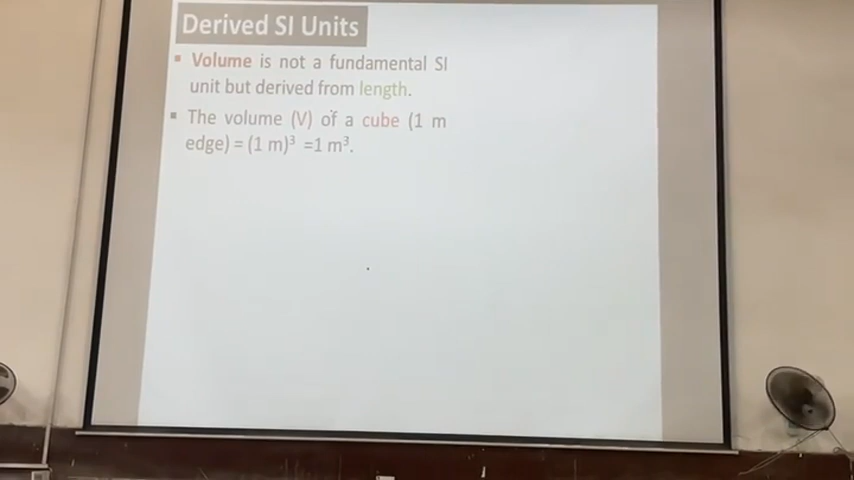 Derived SI Units
▪ Volume is not a fundamental SI
unit but derived from length.
▪ The volume (V) of a cube (1 m
edge) = (1 m)³ =1 m³.